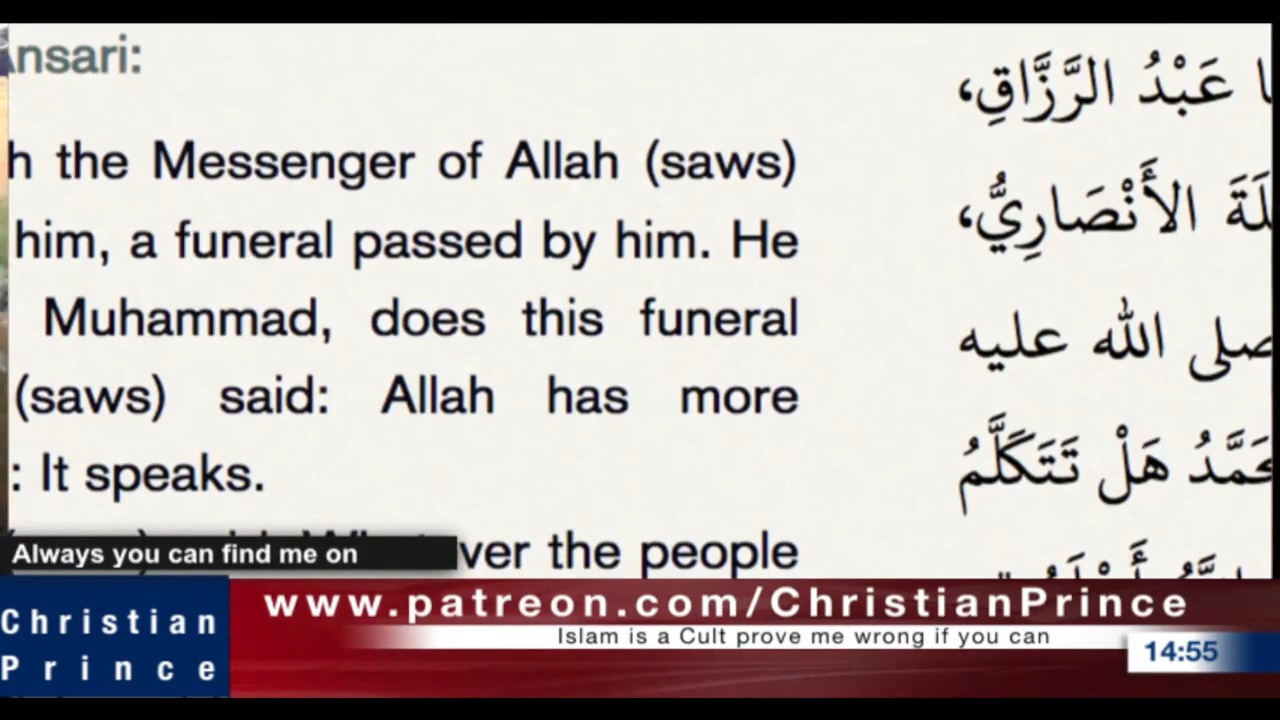 nsari:
h the Messenger of Allah (saws)
him, a funeral passed by him. He
Muhammad, does this funeral
(saws) said: Allah has more
: It speaks.
ver the people
ا عَبْدُ الرَّزَّاقِ،
لَةَ الأَنْصَارِيُّ،
صلى الله عليه
حَمَّدُ هَلْ تَتَكَلَّمُ
Always you can find me on
www.patreon.com/ChristianPrince
Islam is a Cult prove me wrong if you can
Christian
Prince
14:55